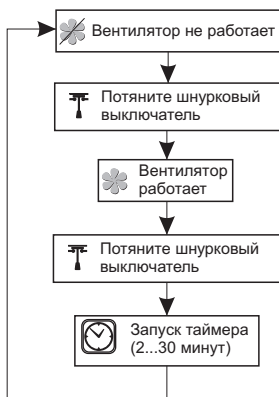 Вентилятор не работает
Потяните шнурковый
выключатель
Вентилятор
работает
Потяните шнурковый
выключатель
Запуск таймера
(2...30 минут)